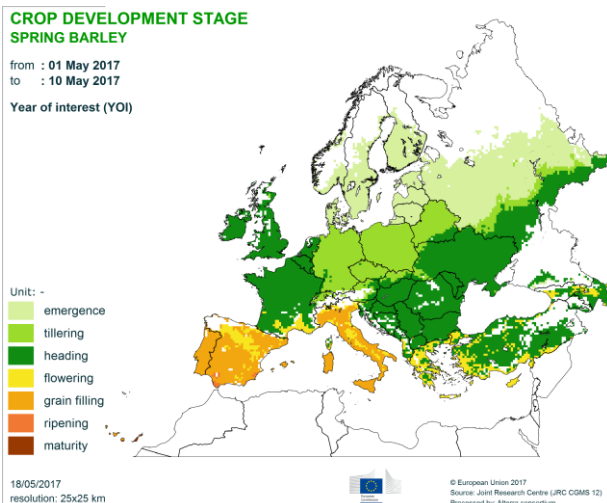 CROP DEVELOPMENT STAGE
SPRING BARLEY
from : 01 May 2017
to : 10 May 2017
Year of interest (YOI)
Unit: -
emergence
tillering
heading
flowering
grain filling
ripening
maturity
18/05/2017
resolution: 25x25 km
© European Union 2017
Source: Joint Research Centre (JRC CGMS 12)